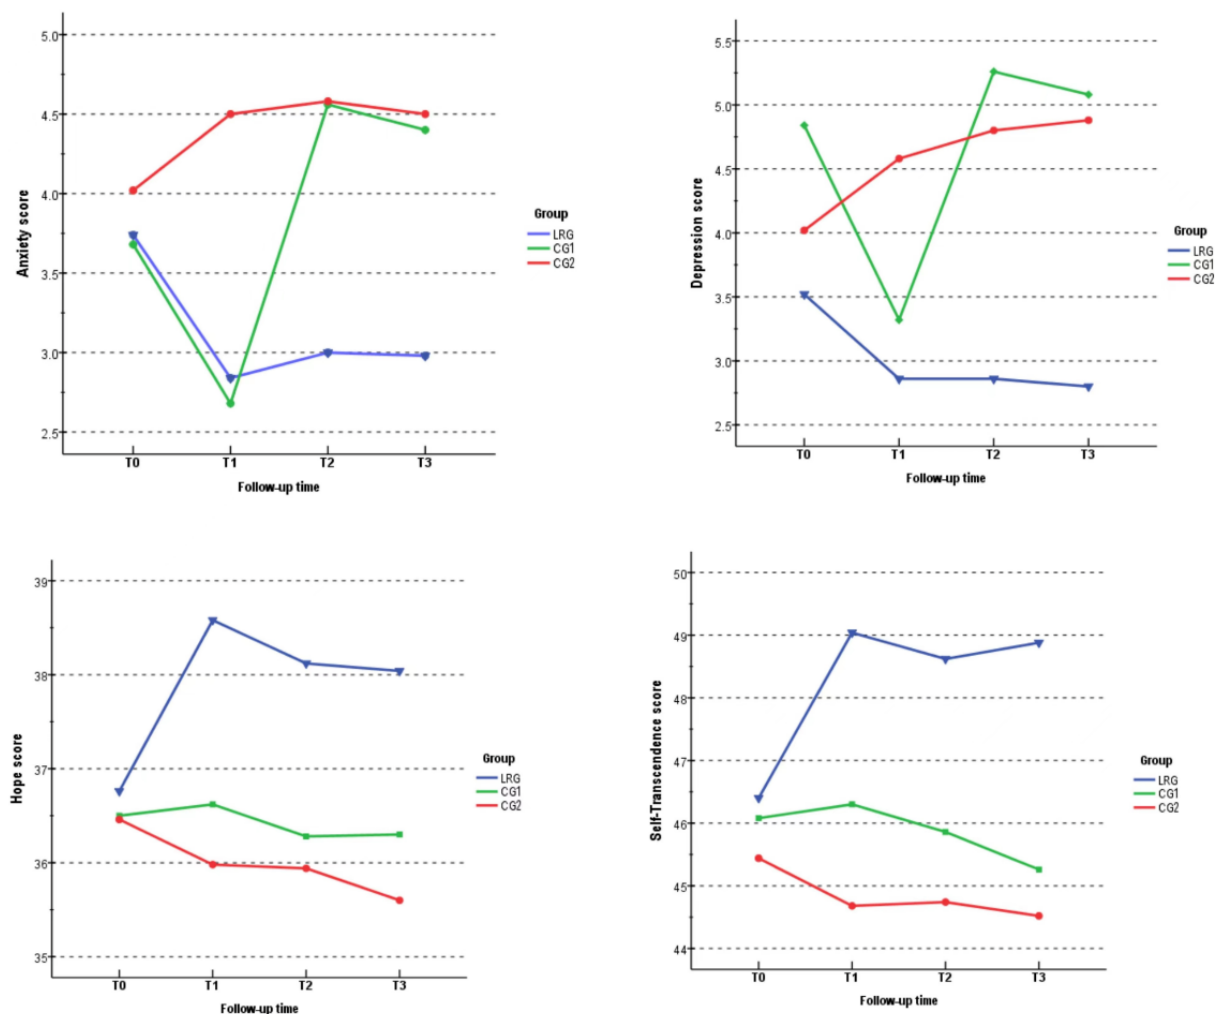 5.0
4.5
4.0
3.5
3.0
2.5
Anxiety score
T0 T1 T2 T3
Follow-up time
Group
LRG
CG1
CG2
5.5
5.0
4.5
4.0
3.5
3.0
2.5
Depression score
T0 T1 T2 T3
Follow-up time
Group
LRG
CG1
CG2
39
38
37
36
35
Hope score
T0 T1 T2 T3
Follow-up time
Group
LRG
CG1
CG2
50
49
48
47
46
45
44
Self-Transcendence score
T0 T1 T2 T3
Follow-up time
Group
LRG
CG1
CG2